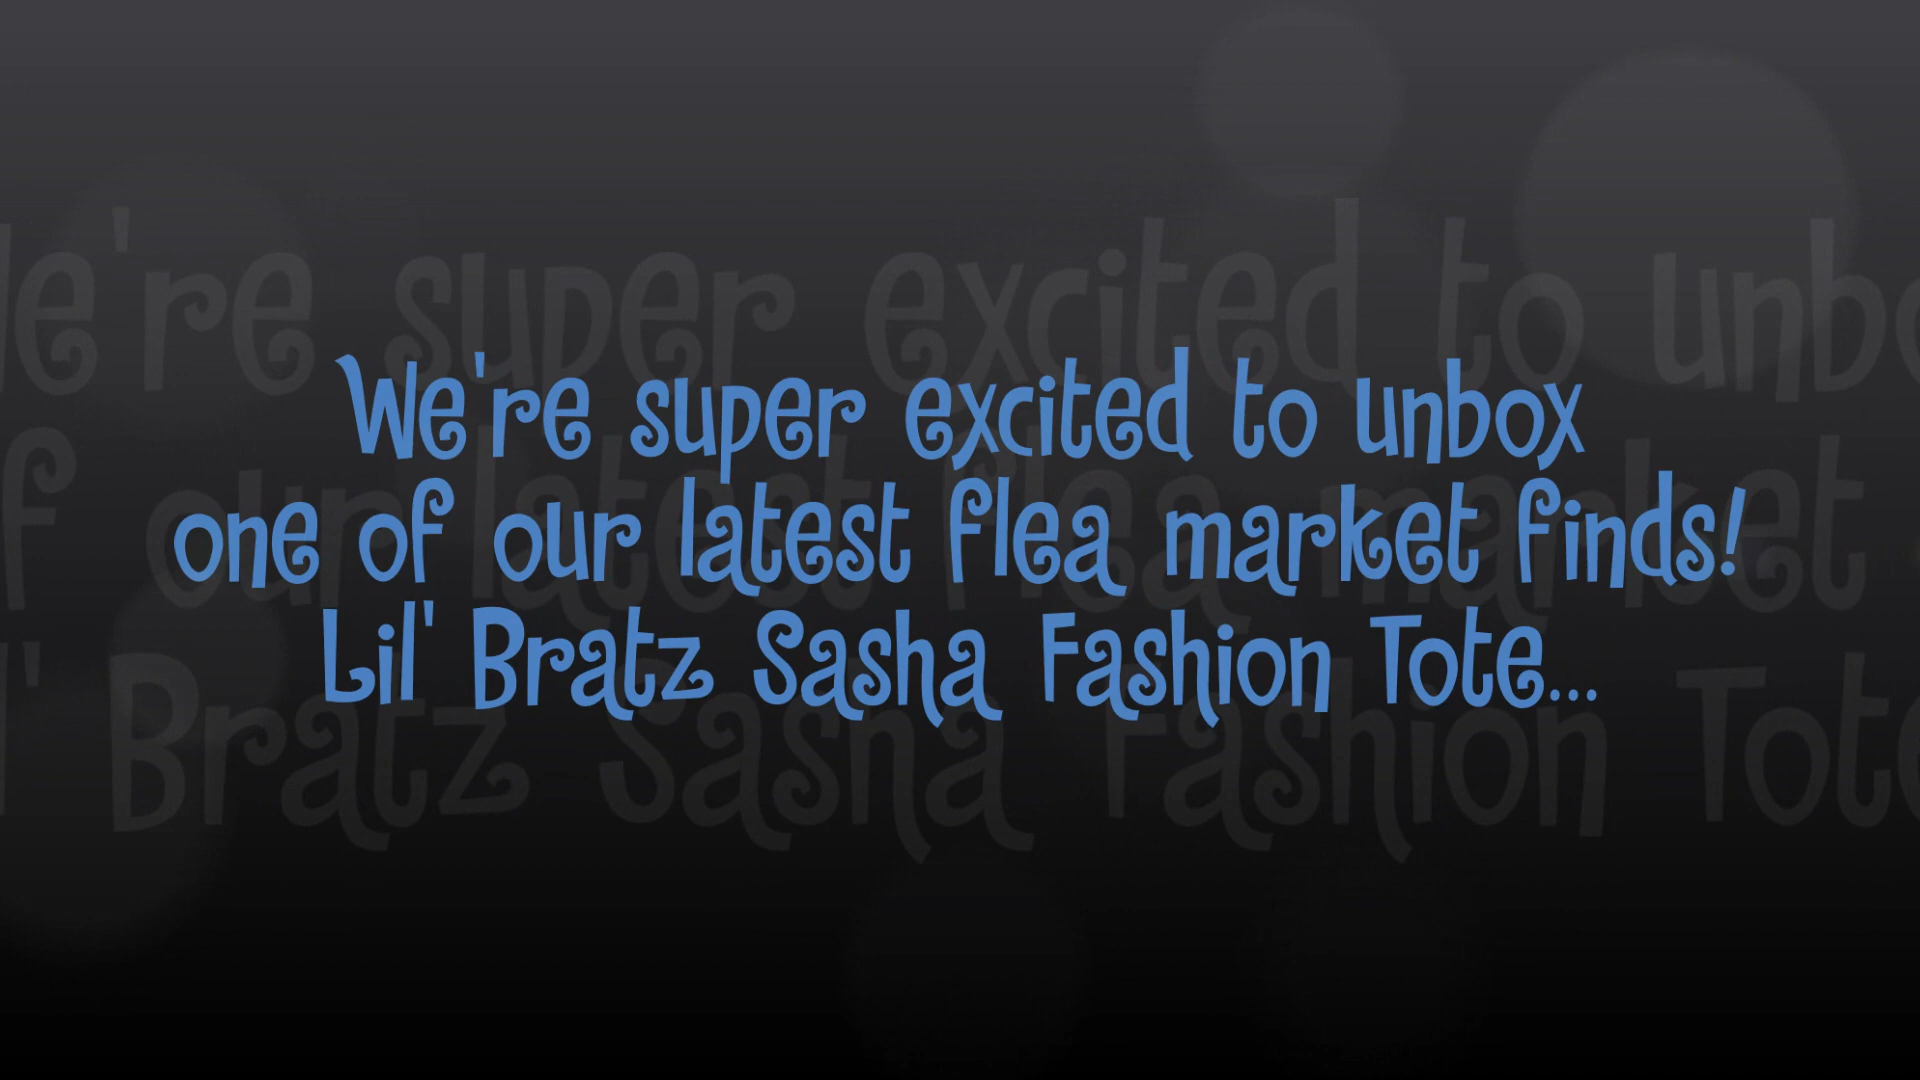 We're super excited to unbox
one of our latest flea market finds!
Lil' Bratz Sasha Fashion Tote...